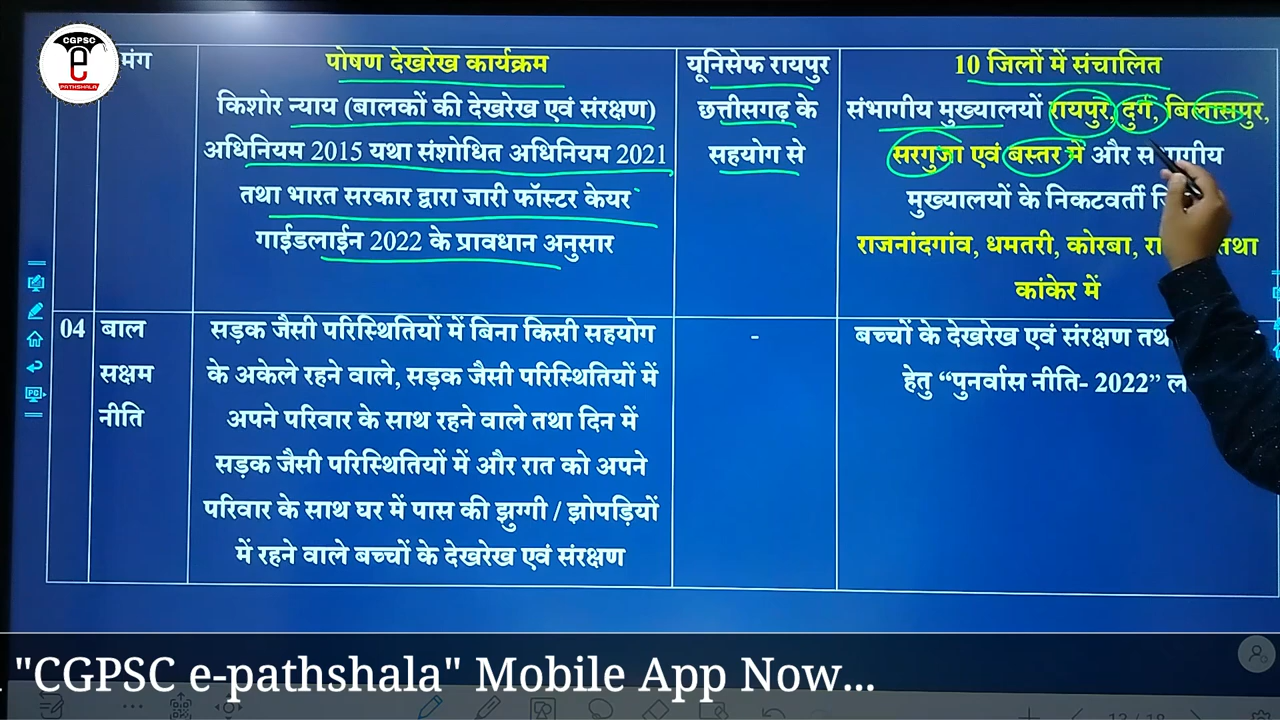 CGPSC
e
PATHSHALA
मंग
पोषण देखरेख कार्यक्रम
किशोर न्याय (बालकों की देखरेख एवं संरक्षण)
अधिनियम 2015 यथा संशोधित अधिनियम 2021
तथा भारत सरकार द्वारा जारी फॉस्टर केयर
गाईडलाईन 2022 के प्रावधान अनुसार
यूनिसेफ रायपुर
छत्तीसगढ़ के
सहयोग से
10 जिलों में संचालित
संभागीय मुख्यालयों रायपुर, दुर्ग, बिलासपुर,
सरगुजा एवं बस्तर में और
मुख्यालयों के निकटवर्ती
राजनांदगांव, धमतरी, कोरबा, तथा
कांकेर में
04
बाल
सक्षम
नीति
सड़क जैसी परिस्थितियों में बिना किसी सहयोग
के अकेले रहने वाले, सड़क जैसी परिस्थितियों में
अपने परिवार के साथ रहने वाले तथा दिन में
सड़क जैसी परिस्थितियों में और रात को अपने
परिवार के साथ घर में पास की झुग्गी / झोपड़ियों
में रहने वाले बच्चों के देखरेख एवं संरक्षण
-
बच्चों के देखरेख एवं संरक्षण
हेतु “पुनर्वास नीति- 2022”
"CGPSC e-pathshala" Mobile App Now...